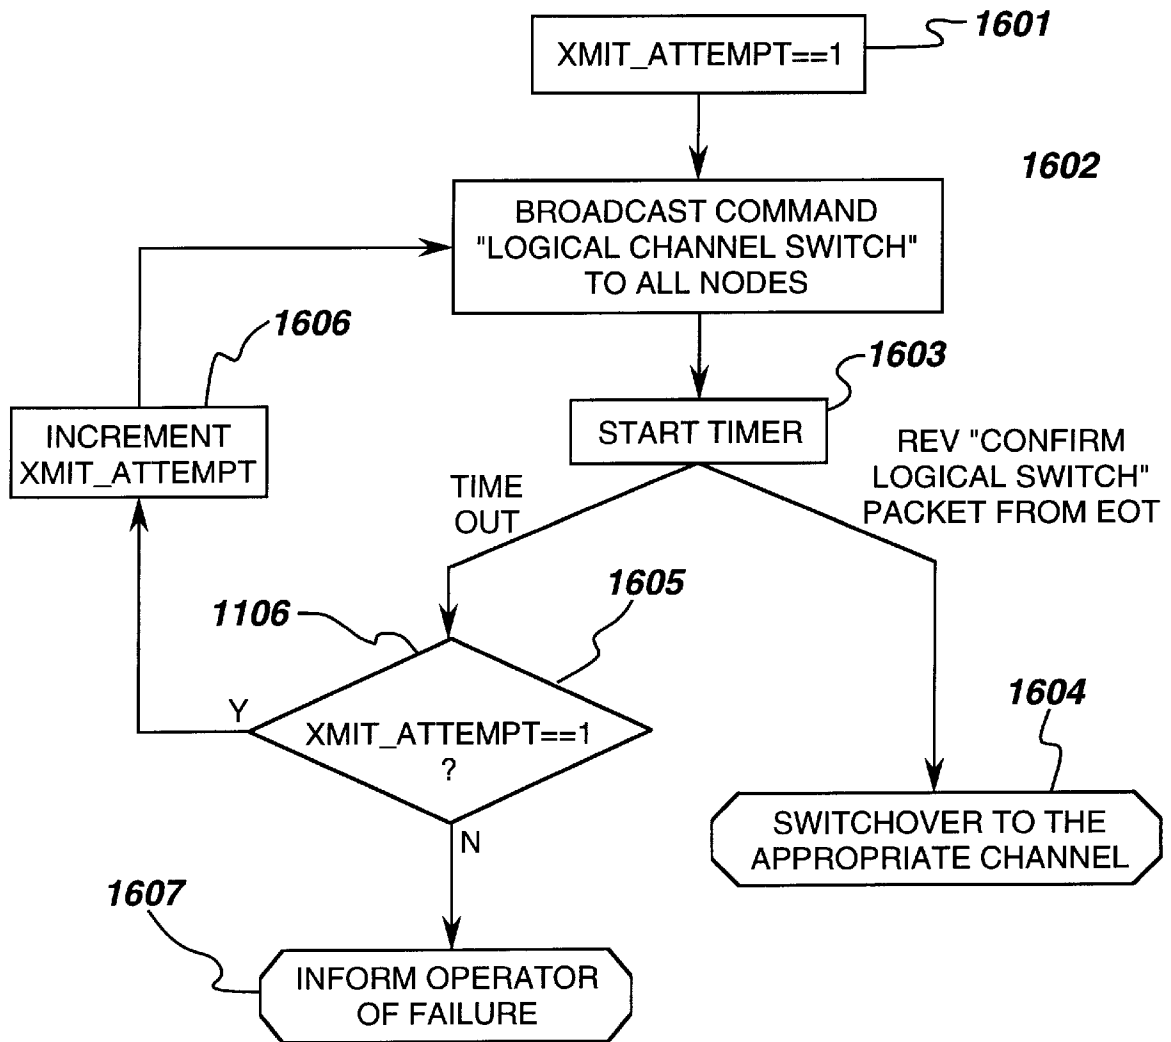 1601
XMIT_ATTEMPT==1
1602
BROADCAST COMMAND
"LOGICAL CHANNEL SWITCH"
TO ALL NODES
1606
1603
INCREMENT
XMIT_ATTEMPT
START TIMER
REV "CONFIRM
LOGICAL SWITCH"
PACKET FROM EOT
TIME
OUT
1106
1605
Y
XMIT_ATTEMPT==1
?
N
1604
SWITCHOVER TO THE
APPROPRIATE CHANNEL
1607
INFORM OPERATOR
OF FAILURE